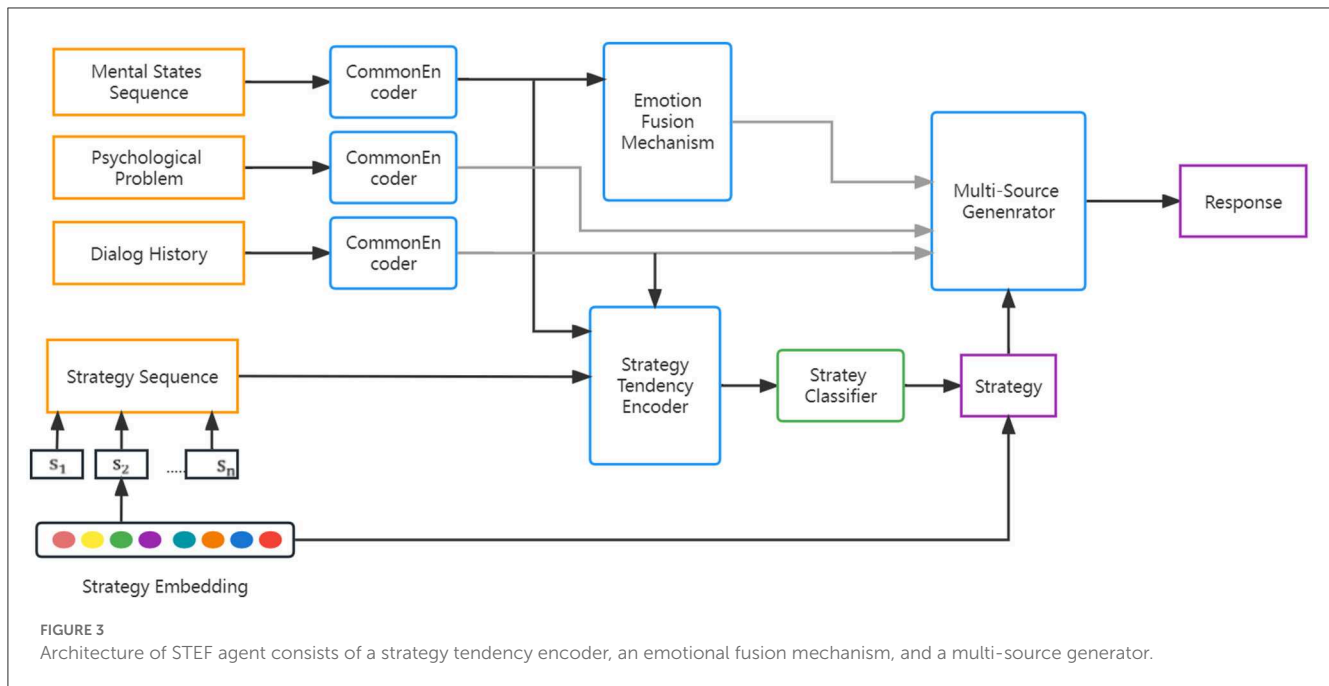 Mental States
Sequence
CommonEn
coder
Emotion
Fusion
Mechanism
Psychological
Problem
CommonEn
coder
Multi-Source
Genenrator
Response
Dialog History
CommonEn
coder
Strategy Sequence
Strategy
Tendency
Encoder
Stratey
Classifier
Strategy
s1
s2
.....
sn
Strategy Embedding
FIGURE 3
Architecture of STEF agent consists of a strategy tendency encoder, an emotional fusion mechanism, and a multi-source generator.